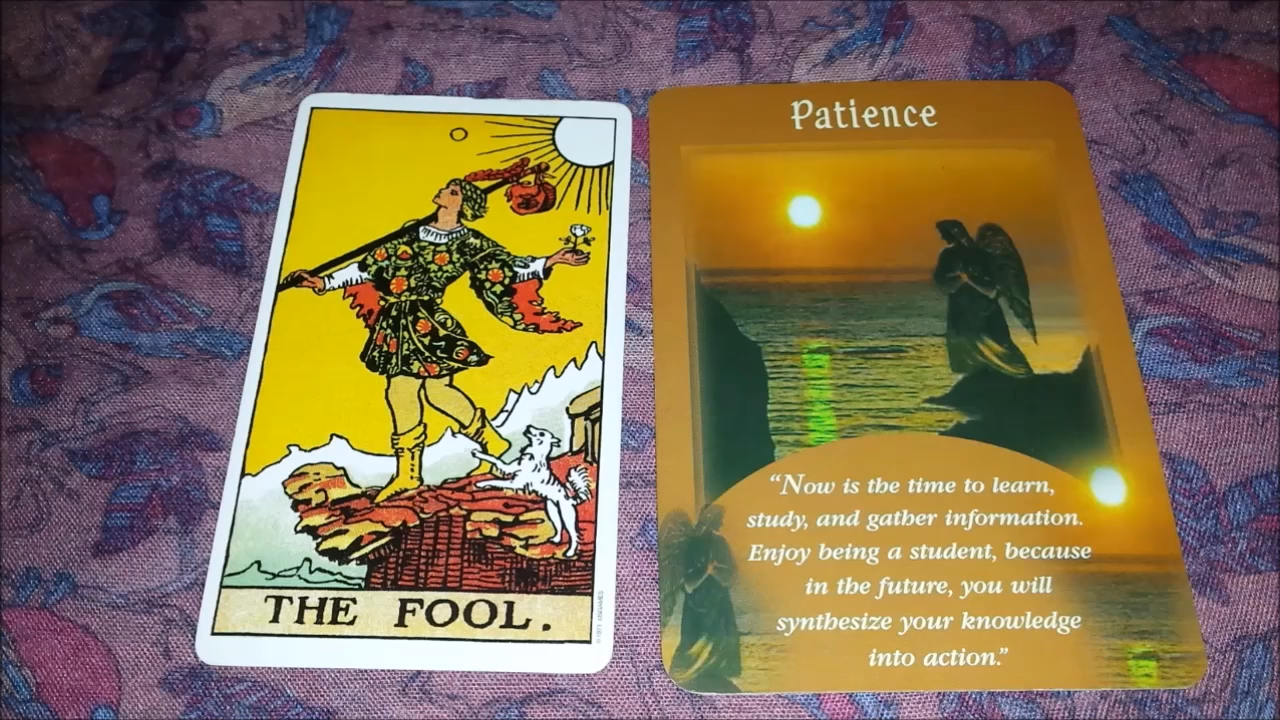 THE FOOL.
Patience
"Now is the time to learn,
study, and gather information.
Enjoy being a student, because
in the future, you will
synthesize your knowledge
into action."